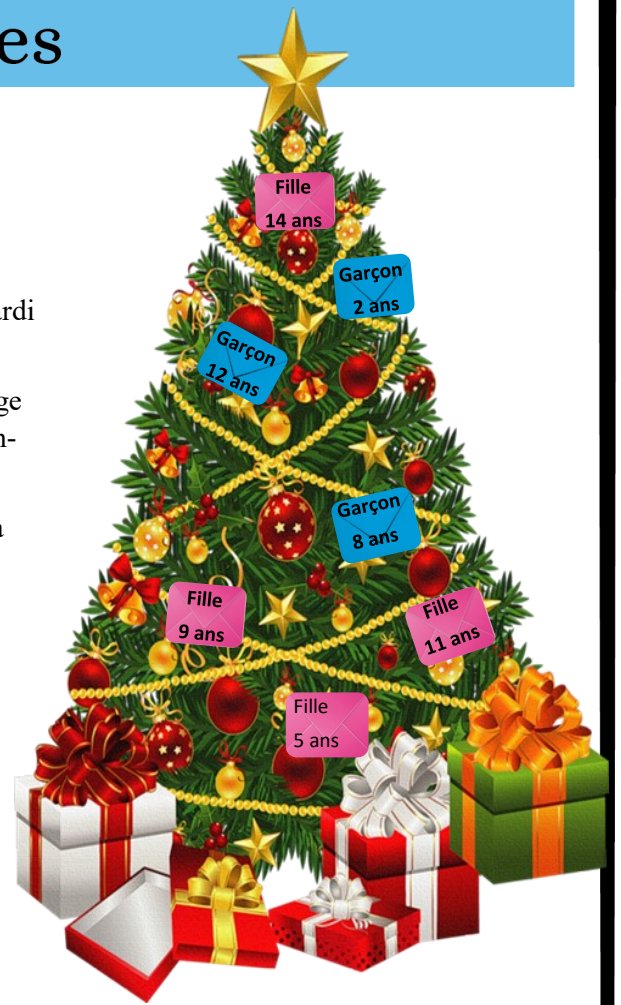 es
Fille
14 ans
Garçon
2 ans
rdi
Garçon
12 ans
ge
n-
Garçon
8 ans
a
Fille
9 ans
Fille
11 ans
Fille
5 ans